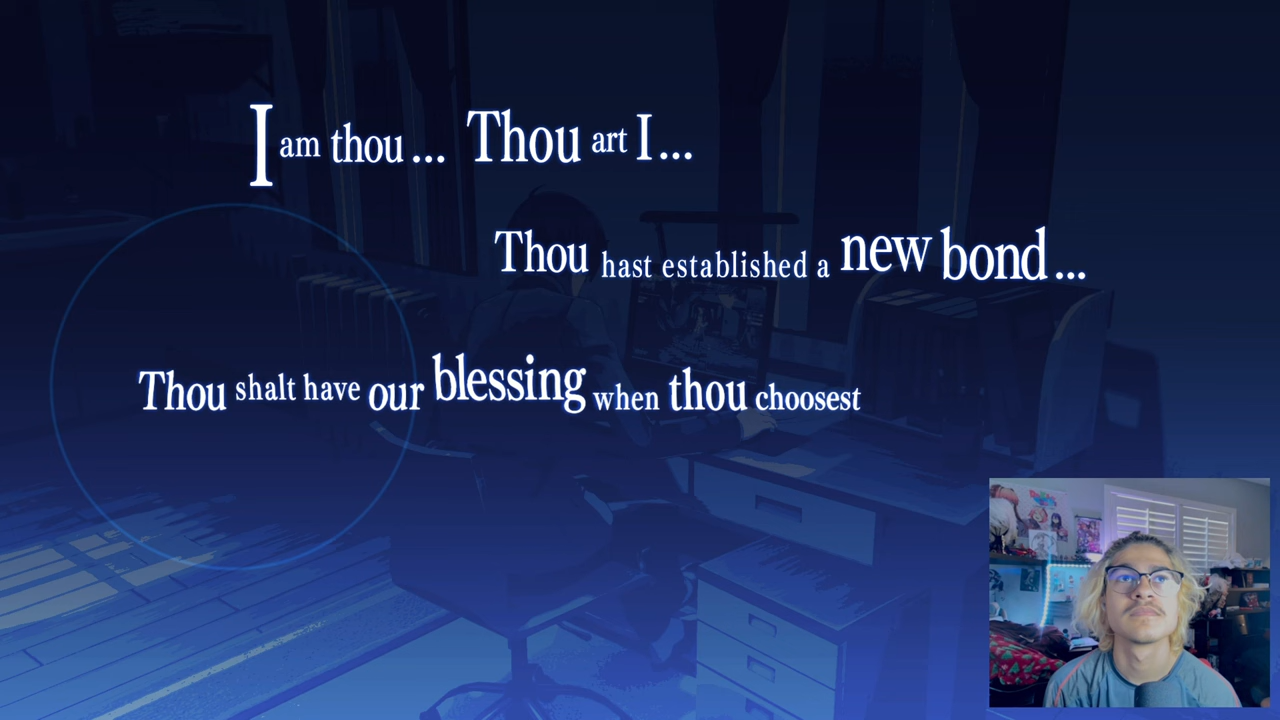 I am thou... Thou art I...
Thou hast established a new bond...
Thou shalt have our blessing when thou choosest